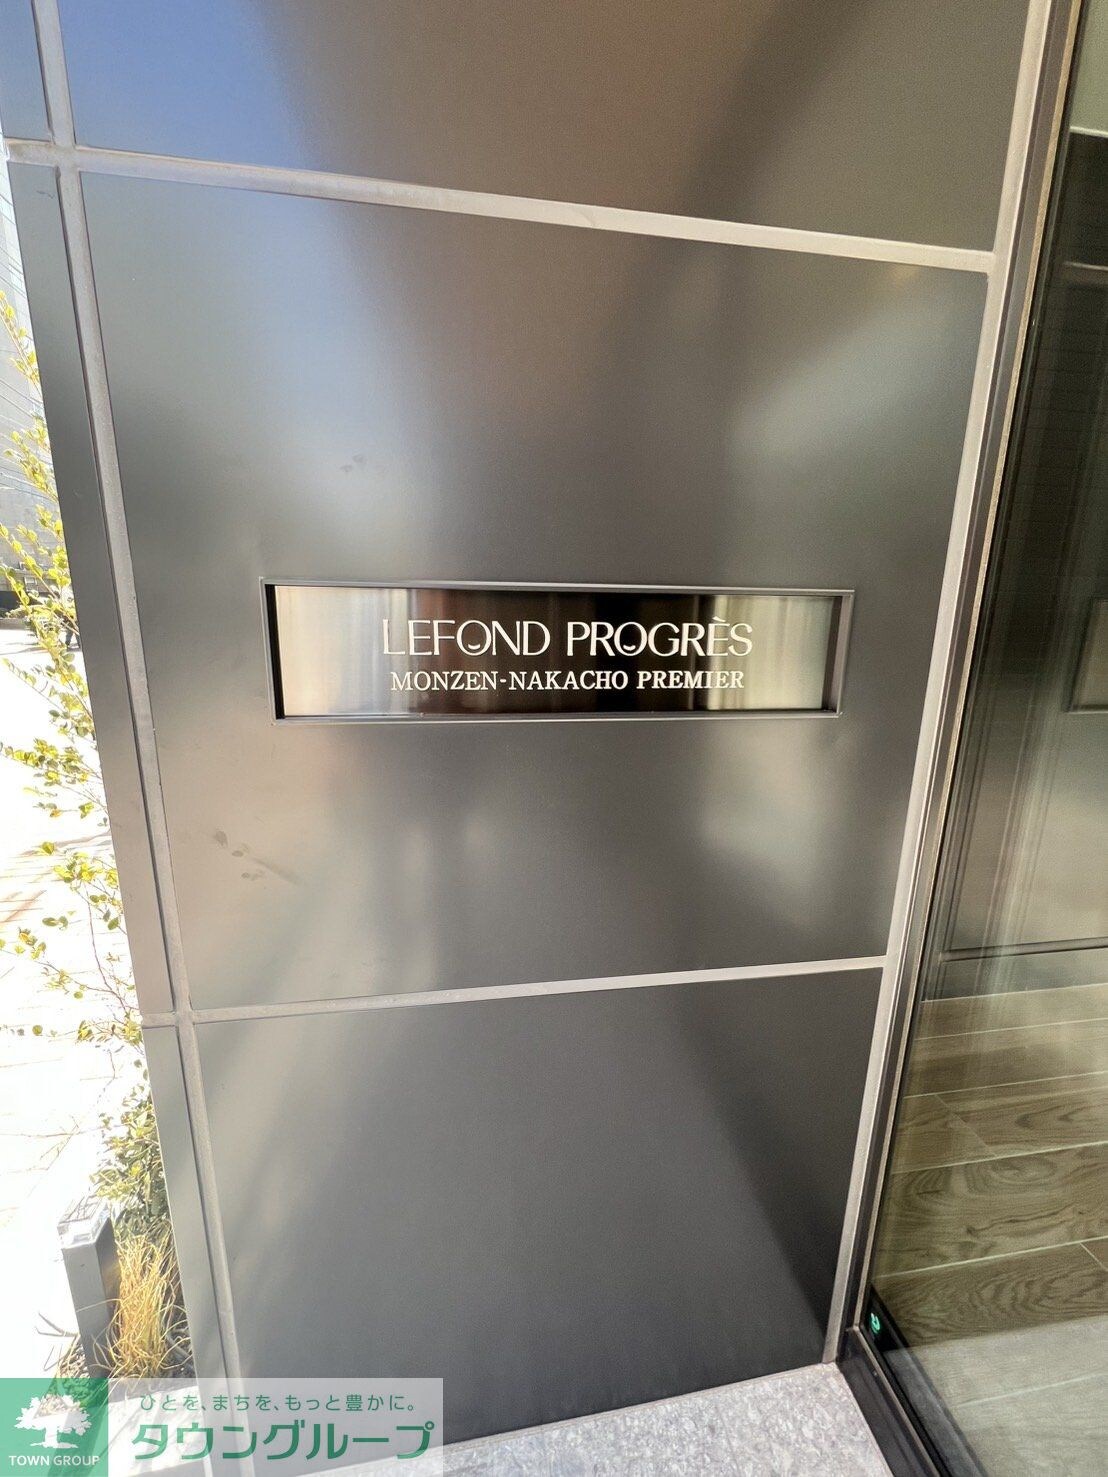 LEFOND PROGRÈS
MONZEN-NAKACHO PREMIER
ひとを、まちを、もっと豊かに。
タウングループ
TOWN GROUP